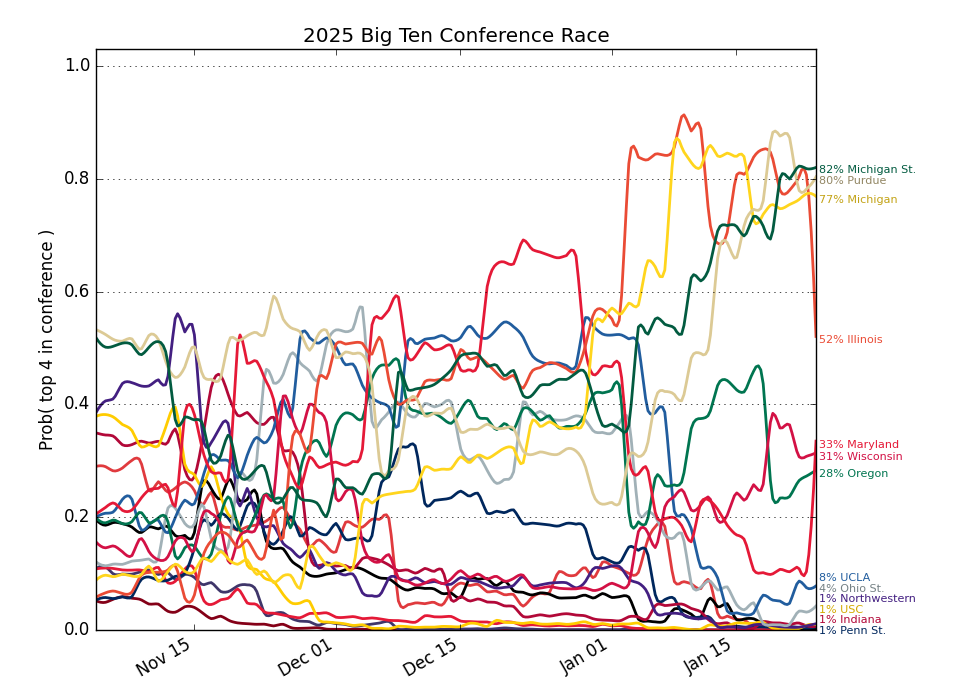 2025 Big Ten Conference Race
Prob( top 4 in conference )
1.0
0.8
0.6
0.4
0.2
0.0
Nov 15
Dec 01
Dec 15
Jan 01
Jan 15
82% Michigan St.
80% Purdue
77% Michigan
52% Illinois
33% Maryland
31% Wisconsin
28% Oregon
8% UCLA
4% Ohio St.
1% Northwestern
1% USC
1% Indiana
1% Penn St.